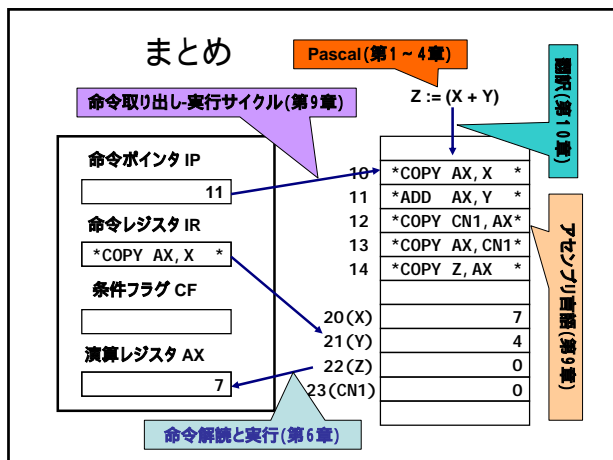 まとめ
Pascal(第1～4章)
Z := (X + Y)
翻訳(第10章)
命令取り出し-実行サイクル(第9章)
命令ポインタ IP
11
命令レジスタ IR
*COPY AX,X *
条件フラグ CF
演算レジスタ AX
7
10 *COPY AX,X *
11 *ADD AX,Y *
12 *COPY CN1,AX*
13 *COPY AX,CN1*
14 *COPY Z,AX *
20(X) 7
21(Y) 4
22(Z) 0
23(CN1) 0
アセンブリ言語(第9章)
命令解読と実行(第6章)